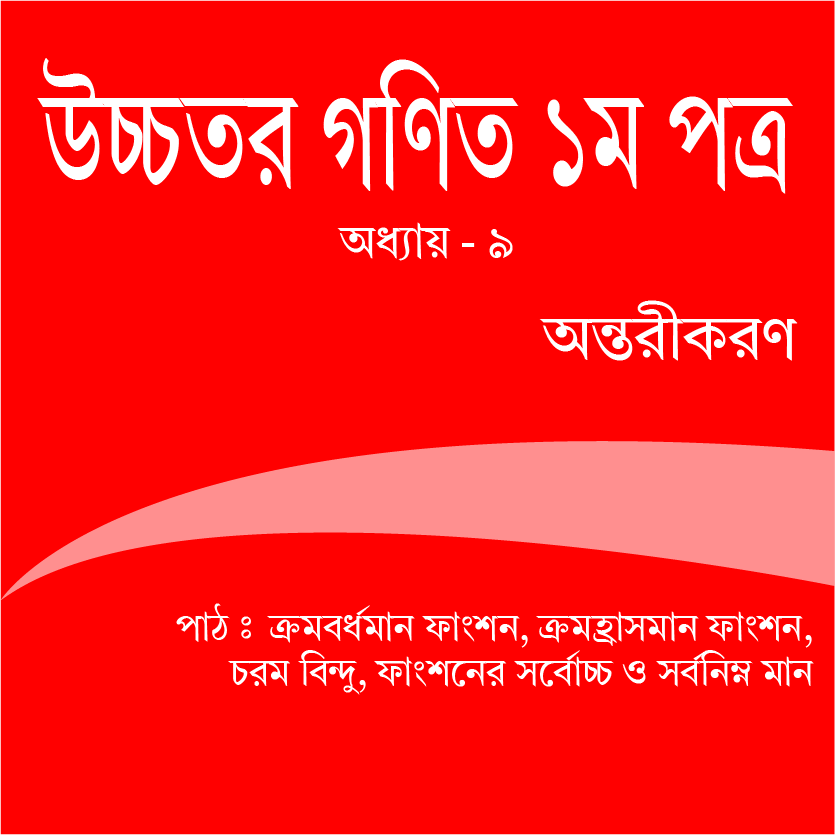 উচ্চতর গণিত ১ম পত্র
অধ্যায় - ৯
অন্তরীকরণ
পাঠ ঃ ক্রমবর্ধমান ফাংশন, ক্রমহ্রাসমান ফাংশন,
চরম বিন্দু, ফাংশনের সর্বোচ্চ ও সর্বনিম্ন মান